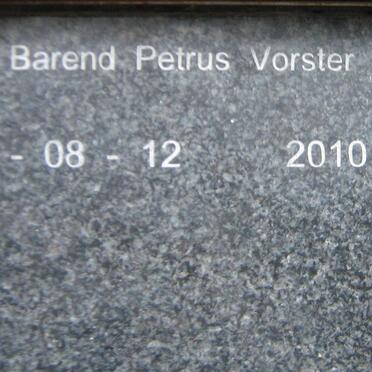 Barend Petrus Vorster
- 08 - 12 2010